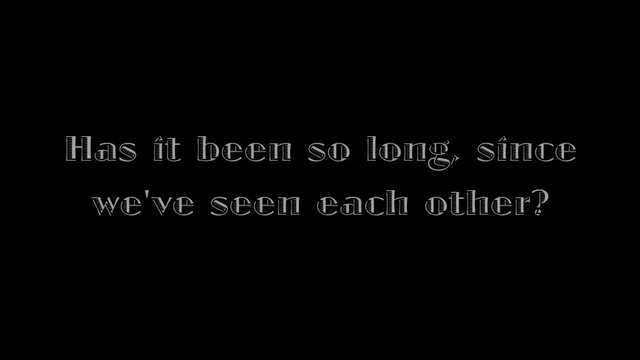 Has it been so long, since
we've seen each other?